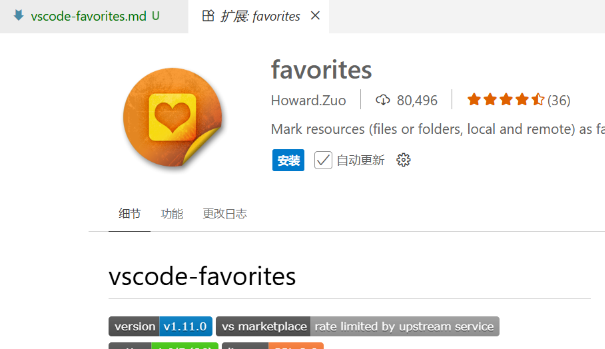 vscode-favorites.md U
扩展: favorites
favorites
Howard.Zuo 80,496 (36)
Mark resources (files or folders, local and remote) as fa
安装 自动更新
细节 功能 更改日志
vscode-favorites
version v1.11.0 vs marketplace rate limited by upstream service